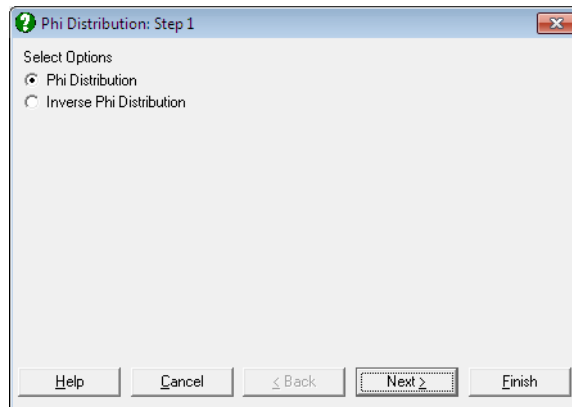 Phi Distribution: Step 1
Select Options
Phi Distribution
Inverse Phi Distribution
Help Cancel < Back Next > Finish